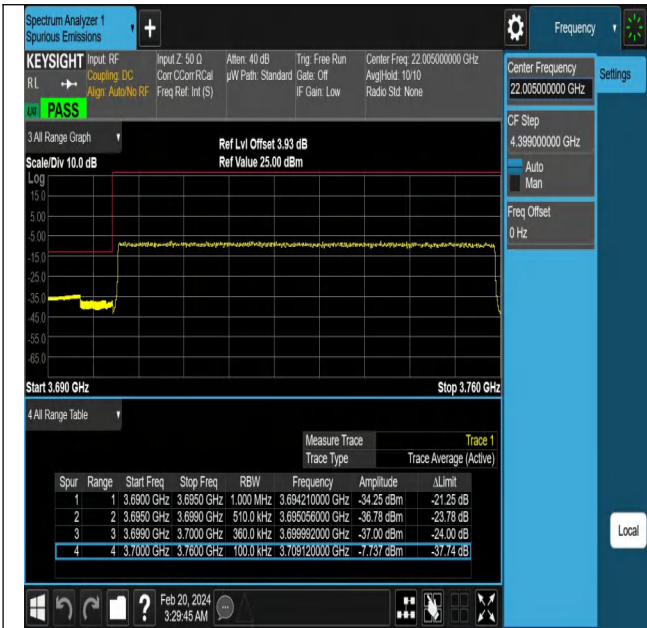 Spectrum Analyzer 1
Spurious Emissions
+
Frequency
KEYSIGHT Input: RF Input Z: 50 Ω Atten: 40 dB Trig: Free Run Center Freq: 22.005000000 GHz
RL Coupling: DC Corr CCorr RCal µW Path: Standard Gate: Off Avg|Hold: 10/10
Align: Auto/No RF Freq Ref: Int (S) IF Gain: Low Radio Std: None
PASS
Center Frequency
22.005000000 GHz
Settings
CF Step
4.399000000 GHz
Auto
Man
Freq Offset
0 Hz
3 All Range Graph
Ref Lvl Offset 3.93 dB
Scale/Div 10.0 dB Ref Value 25.00 dBm
Log
15.0
5.00
-5.00
-15.0
-25.0
-35.0
-45.0
-55.0
-65.0
Start 3.690 GHz Stop 3.760 GHz
4 All Range Table
Measure Trace Trace 1
Trace Type Trace Average (Active)
Spur Range Start Freq Stop Freq RBW Frequency Amplitude ΔLimit
1 1 3.6900 GHz 3.6950 GHz 1.000 MHz 3.694210000 GHz -34.25 dBm -21.25 dB
2 2 3.6950 GHz 3.6990 GHz 510.0 kHz 3.695056000 GHz -36.78 dBm -23.78 dB
3 3 3.6990 GHz 3.7000 GHz 360.0 kHz 3.699992000 GHz -37.00 dBm -24.00 dB
4 4 3.7000 GHz 3.7600 GHz 100.0 kHz 3.709120000 GHz -7.737 dBm -37.74 dB
Local
?
Feb 20, 2024
3:29:45 AM